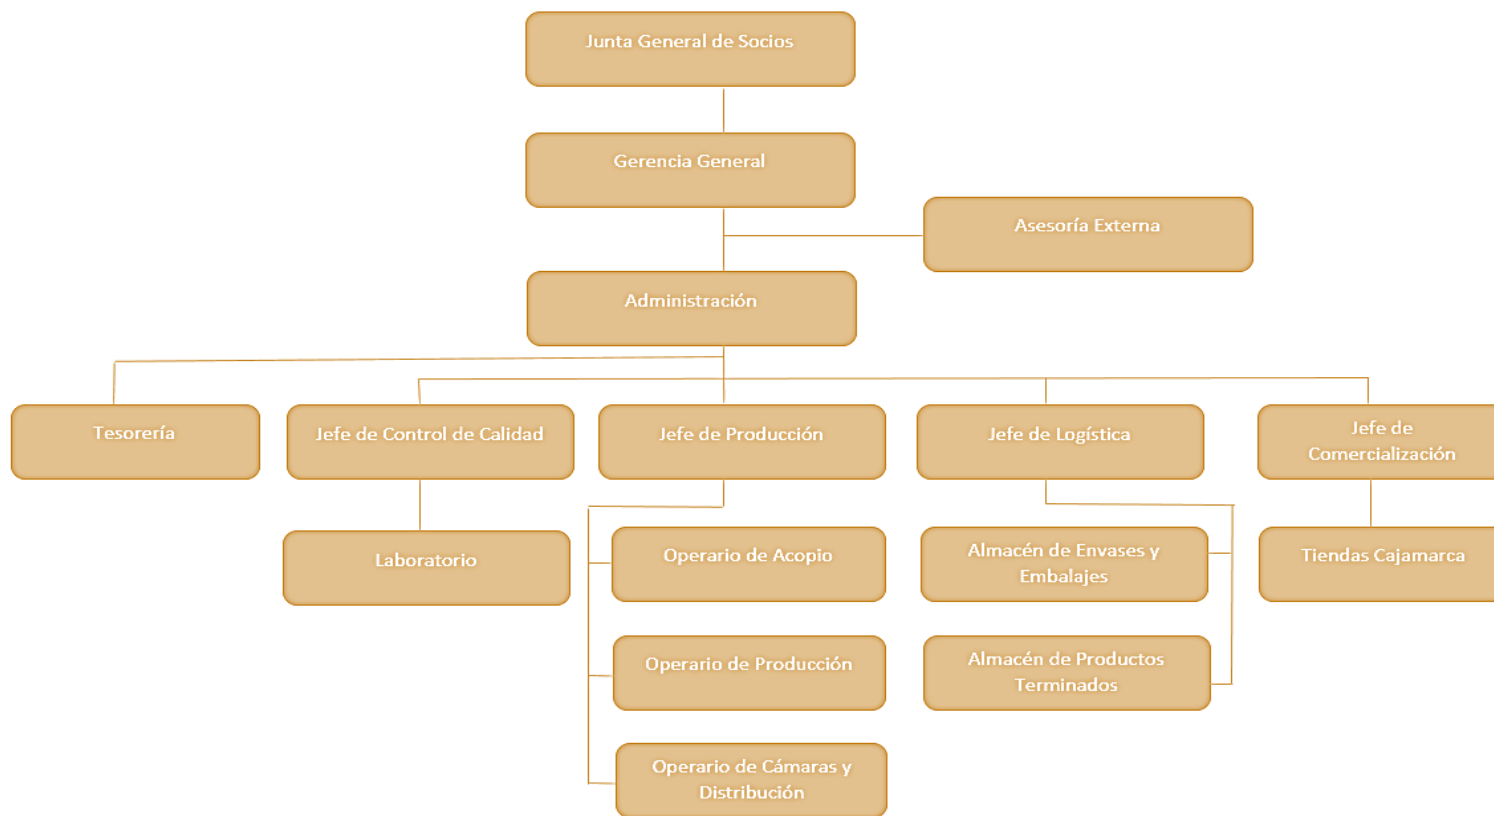 Junta General de Socios
Gerencia General
Asesoría Externa
Administración
Tesorería
Jefe de Control de Calidad
Jefe de Producción
Jefe de Logística
Jefe de
Comercialización
Laboratorio
Operario de Acopio
Almacén de Envases y
Embalajes
Tiendas Cajamarca
Operario de Producción
Almacén de Productos
Terminados
Operario de Cámaras y
Distribución